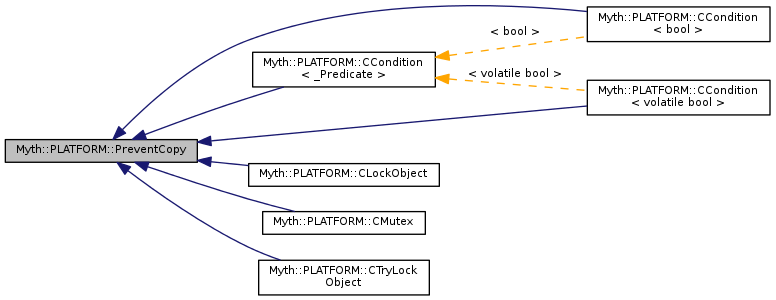 Myth::PLATFORM::CCondition
< bool >
< bool >
Myth::PLATFORM::CCondition
< _Predicate >
< volatile bool >
Myth::PLATFORM::CCondition
< volatile bool >
Myth::PLATFORM::PreventCopy
Myth::PLATFORM::CLockObject
Myth::PLATFORM::CMutex
Myth::PLATFORM::CTryLock
Object